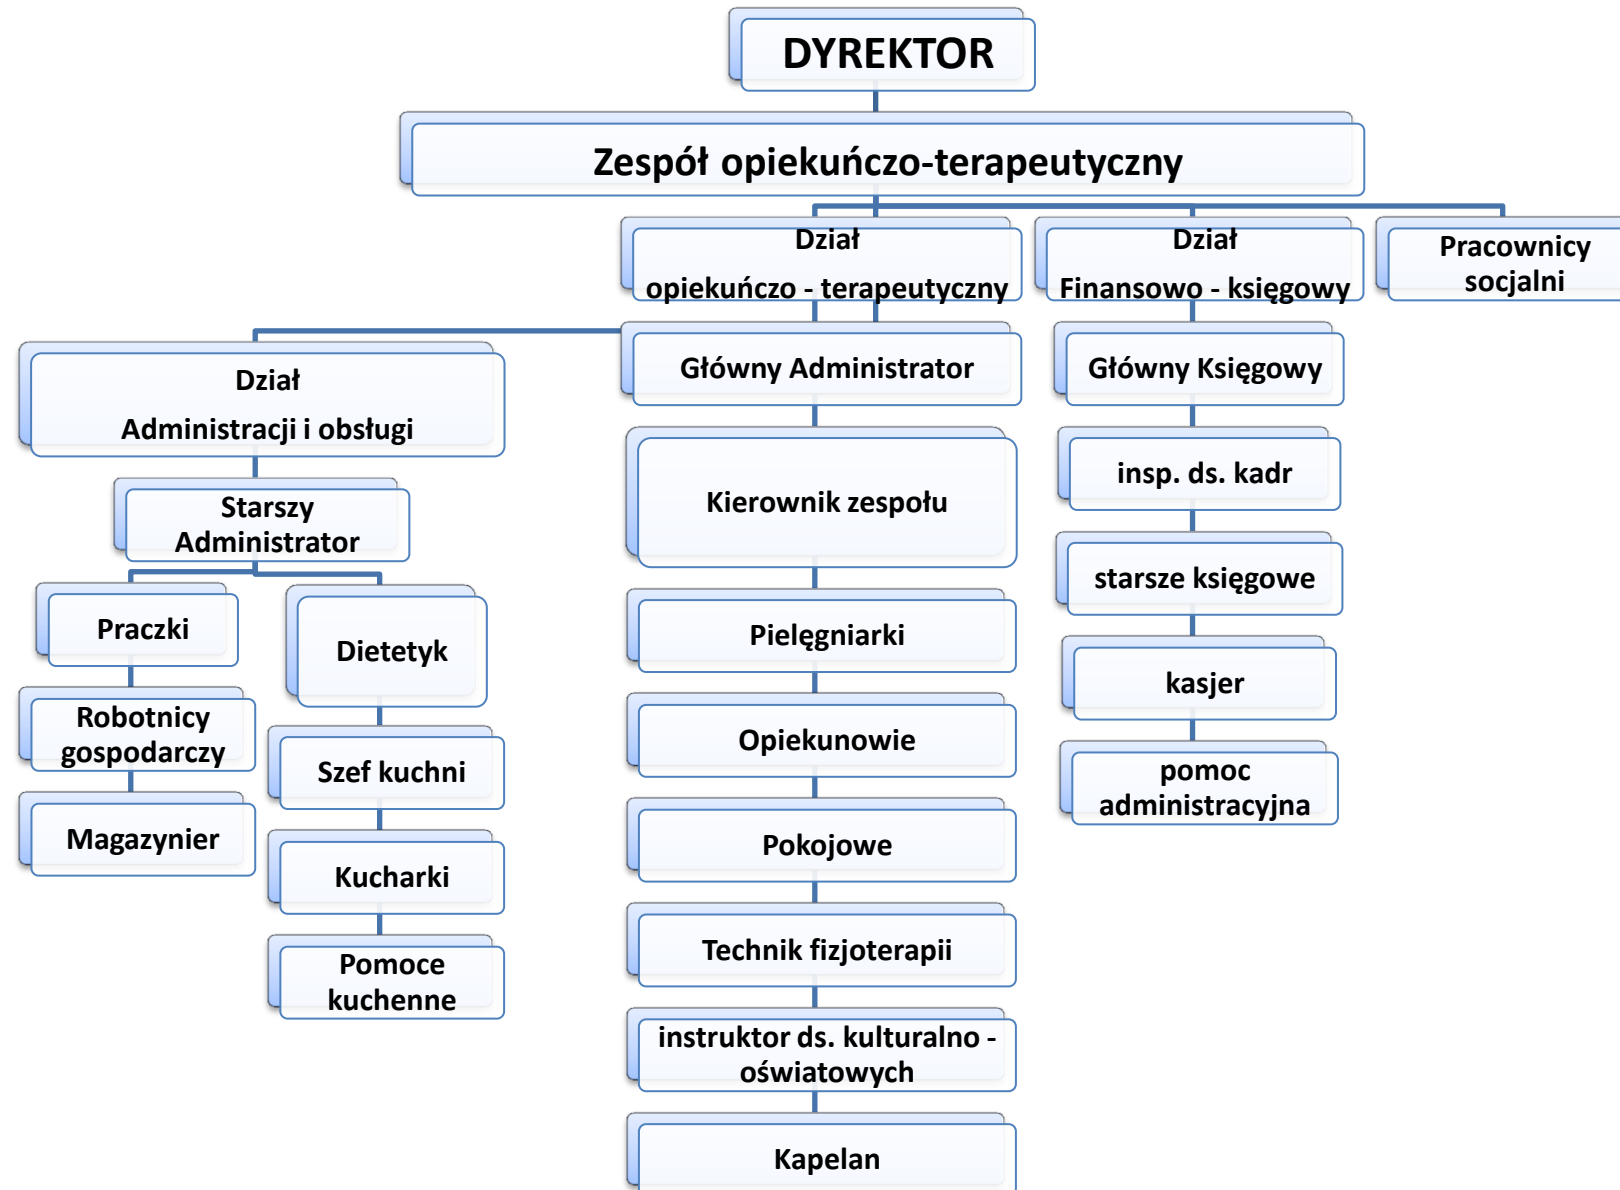 DYREKTOR
Zespół opiekuńczo-terapeutyczny
Dział
opiekuńczo - terapeutyczny
Dział
Finansowo - księgowy
Pracownicy
socjalni
Dział
Administracji i obsługi
Główny Administrator
Główny Księgowy
Starszy
Administrator
Kierownik zespołu
insp. ds. kadr
starsze księgowe
kasjer
pomoc
administracyjna
Praczki
Robotnicy
gospodarczy
Magazynier
Dietetyk
Szef kuchni
Kucharki
Pomoce
kuchenne
Pielęgniarki
Opiekunowie
Pokojowe
Technik fizjoterapii
instruktor ds. kulturalno -
oświatowych
Kapelan